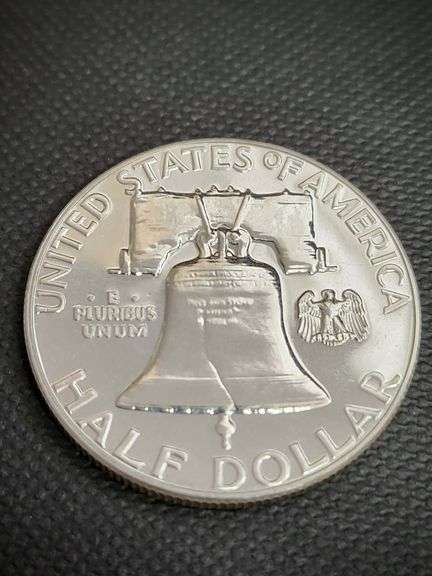 UNITED STATES OF AMERICA
· E ·
PLURIBUS
UNUM
HALF DOLLAR